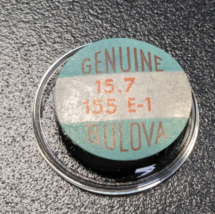 GENUINE
15.7
155 E-1
BULOVA